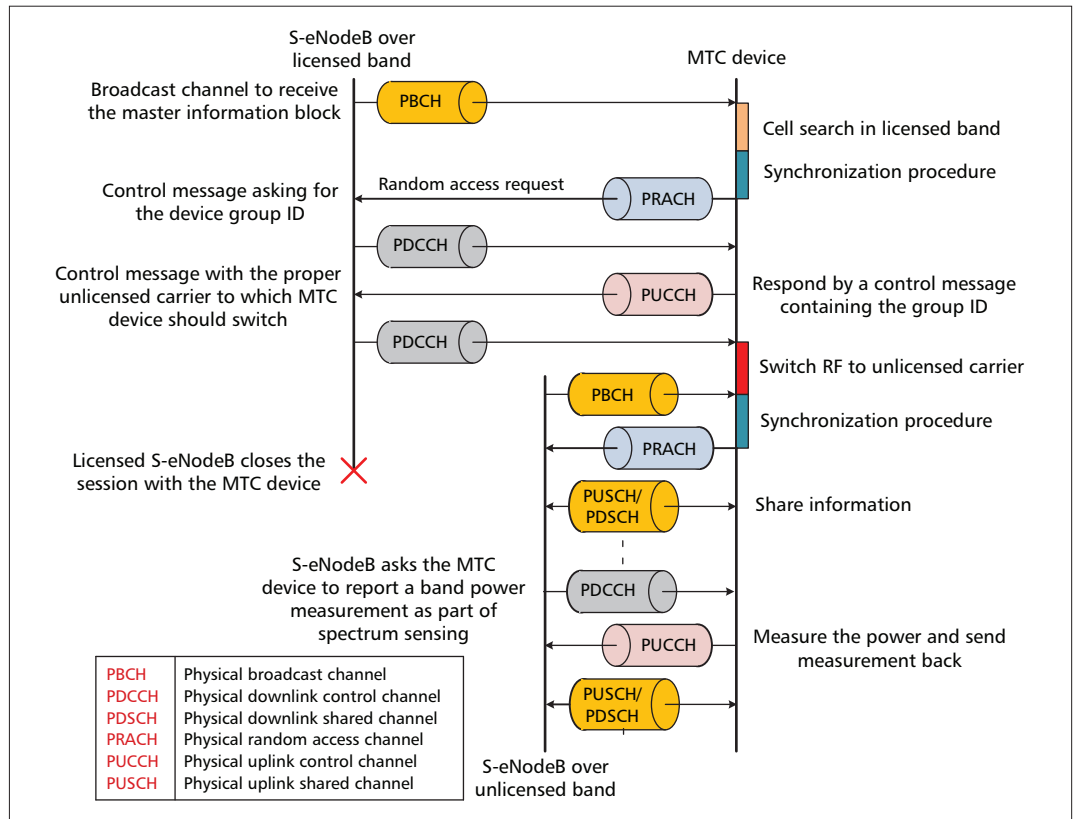 S-eNodeB over
licensed band
MTC device
Broadcast channel to receive
the master information block
PBCH
Cell search in licensed band
Synchronization procedure
Control message asking for
the device group ID
Random access request
PRACH
PDCCH
Control message with the proper
unlicensed carrier to which MTC
device should switch
PUCCH
Respond by a control message
containing the group ID
PDCCH
Switch RF to unlicensed carrier
PBCH
Synchronization procedure
PRACH
Licensed S-eNodeB closes the
session with the MTC device
PUSCH/
PDSCH
Share information
S-eNodeB asks the MTC
device to report a band power
measurement as part of
spectrum sensing
PDCCH
PUCCH
Measure the power and send
measurement back
PUSCH/
PDSCH
S-eNodeB over
unlicensed band
PBCH Physical broadcast channel
PDCCH Physical downlink control channel
PDSCH Physical downlink shared channel
PRACH Physical random access channel
PUCCH Physical uplink control channel
PUSCH Physical uplink shared channel